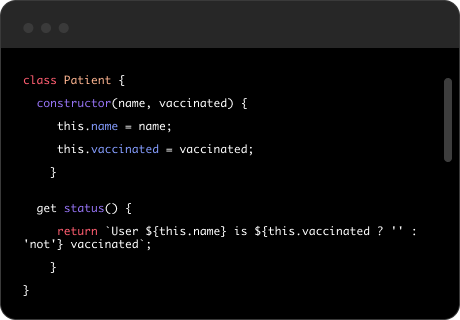 class Patient {
constructor(name, vaccinated) {
this.name = name;
this.vaccinated = vaccinated;
}
get status() {
return `User ${this.name} is ${this.vaccinated ? '' :
'not'} vaccinated`;
}
}